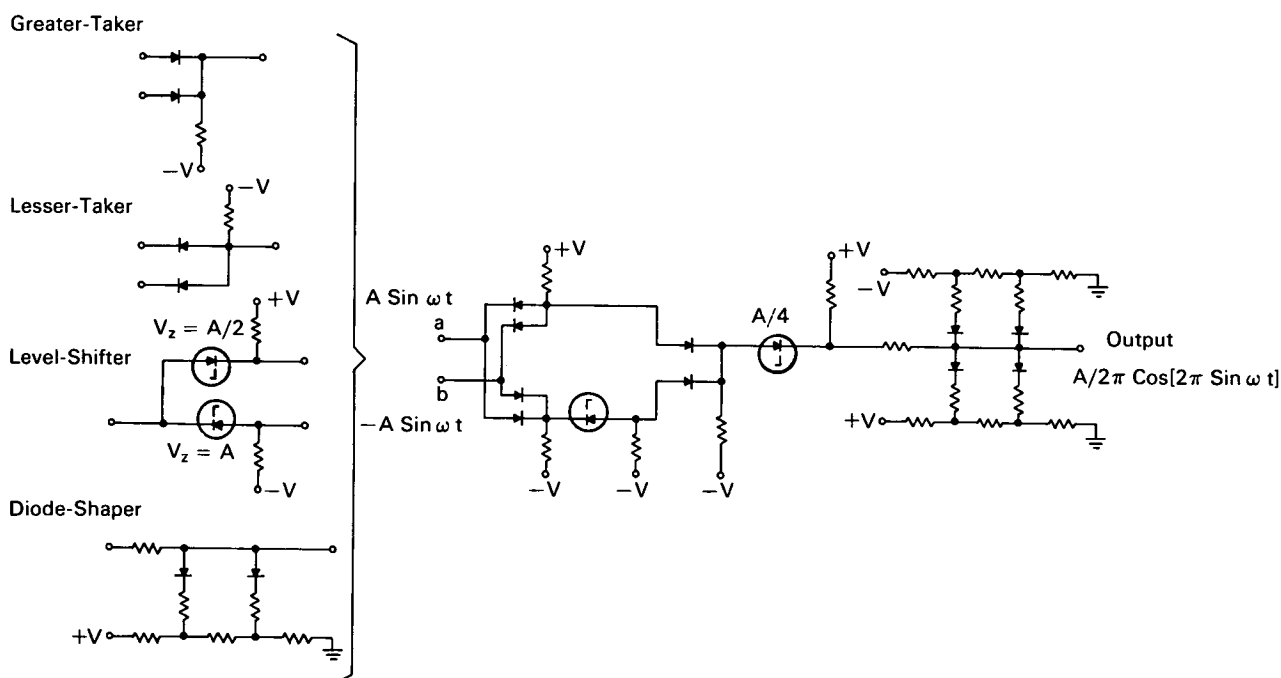 Greater-Taker
−V
−V
Lesser-Taker
+V
V_z = A/2
Level-Shifter
V_z = A
−V
Diode-Shaper
+V
A Sin ω t
a
b
−A Sin ω t
+V
−V
−V
−V
A/4
+V
−V
+V
Output
A/2π Cos[2π Sin ω t]